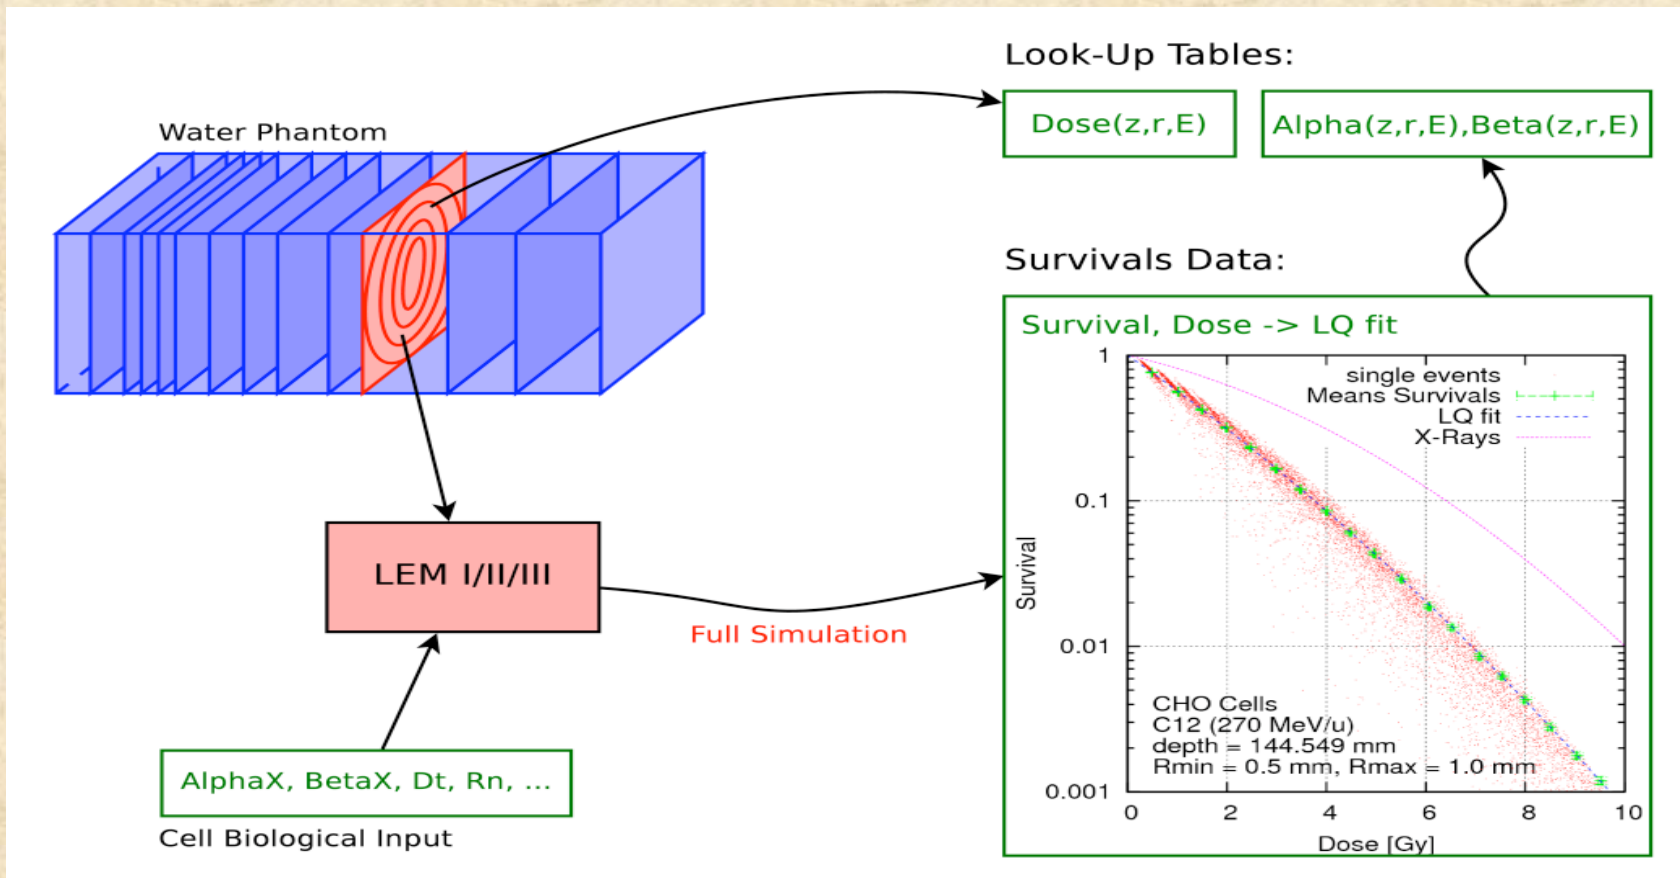 Look-Up Tables:
Dose(z,r,E)
Alpha(z,r,E),Beta(z,r,E)
Water Phantom
Survivals Data:
Survival, Dose -> LQ fit
single events
Means Survivals
LQ fit
X-Rays
1
0.1
0.01
0.001
Survival
CHO Cells
C12 (270 MeV/u)
depth = 144.549 mm
Rmin = 0.5 mm, Rmax = 1.0 mm
0 2 4 6 8 10
Dose [Gy]
LEM I/II/III
Full Simulation
AlphaX, BetaX, Dt, Rn, ...
Cell Biological Input